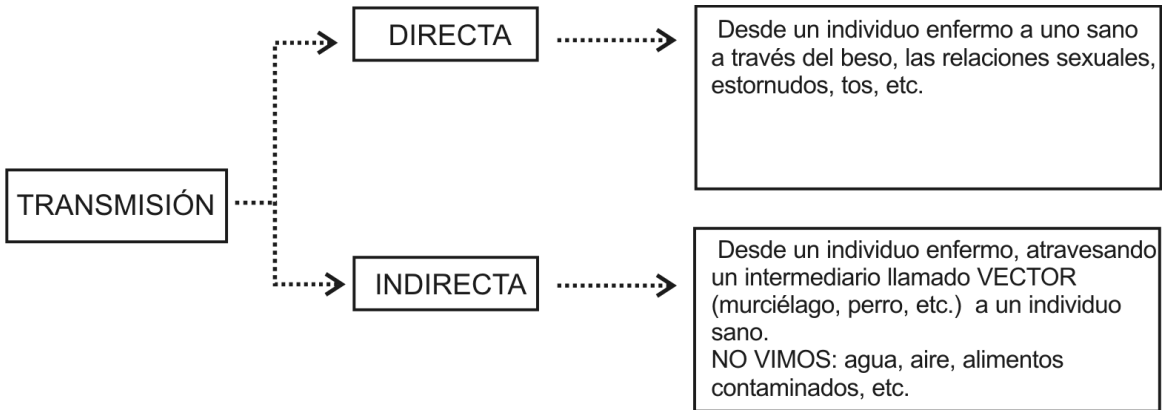 TRANSMISIÓN
DIRECTA
Desde un individuo enfermo a uno sano
a través del beso, las relaciones sexuales,
estornudos, tos, etc.
INDIRECTA
Desde un individuo enfermo, atravesando
un intermediario llamado VECTOR
(murciélago, perro, etc.) a un individuo
sano.
NO VIMOS: agua, aire, alimentos
contaminados, etc.